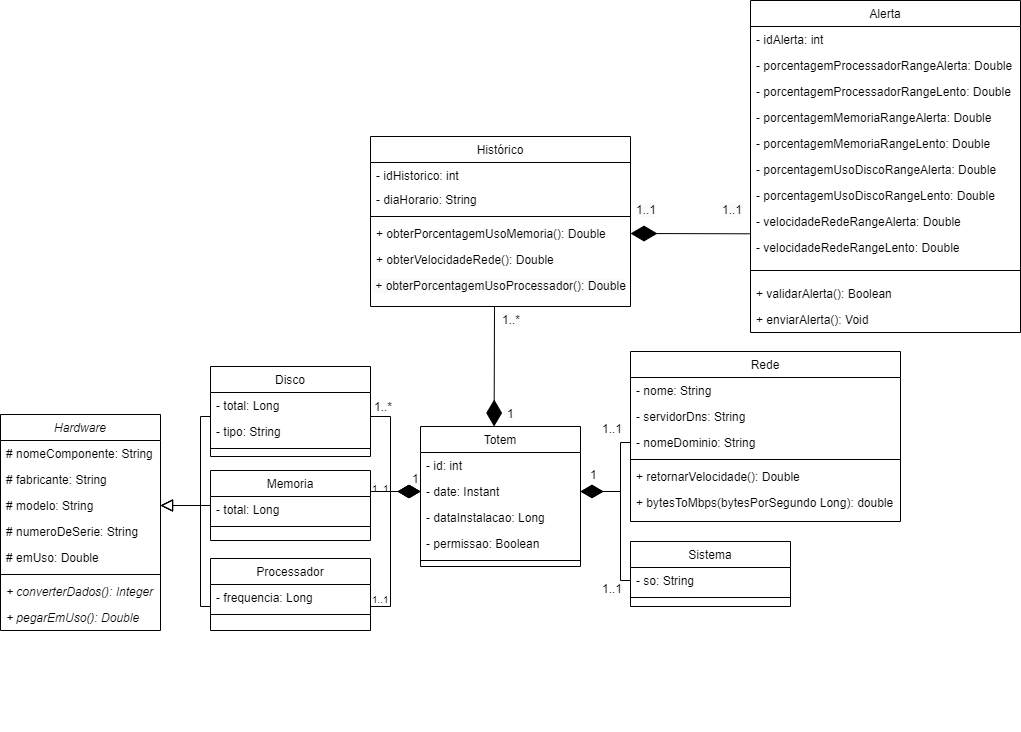 Alerta
- idAlerta: int
- porcentagemProcessadorRangeAlerta: Double
- porcentagemProcessadorRangeLento: Double
- porcentagemMemoriaRangeAlerta: Double
- porcentagemMemoriaRangeLento: Double
- porcentagemUsoDiscoRangeAlerta: Double
- porcentagemUsoDiscoRangeLento: Double
- velocidadeRedeRangeAlerta: Double
- velocidadeRedeRangeLento: Double
+ validarAlerta(): Boolean
+ enviarAlerta(): Void
Histórico
- idHistorico: int
- diaHorario: String
+ obterPorcentagemUsoMemoria(): Double
+ obterVelocidadeRede(): Double
+ obterPorcentagemUsoProcessador(): Double
1..1
1..1
1..*
1
Disco
- total: Long
- tipo: String
1..*
Memoria
- total: Long
1..1
Processador
- frequencia: Long
1..1
Hardware
# nomeComponente: String
# fabricante: String
# modelo: String
# numeroDeSerie: String
# emUso: Double
+ converterDados(): Integer
+ pegarEmUso(): Double
1
Totem
- id: int
- date: Instant
- dataInstalacao: Long
- permissao: Boolean
1
1..1
Rede
- nome: String
- servidorDns: String
- nomeDominio: String
+ retornarVelocidade(): Double
+ bytesToMbps(bytesPorSegundo Long): double
Sistema
- so: String
1..1